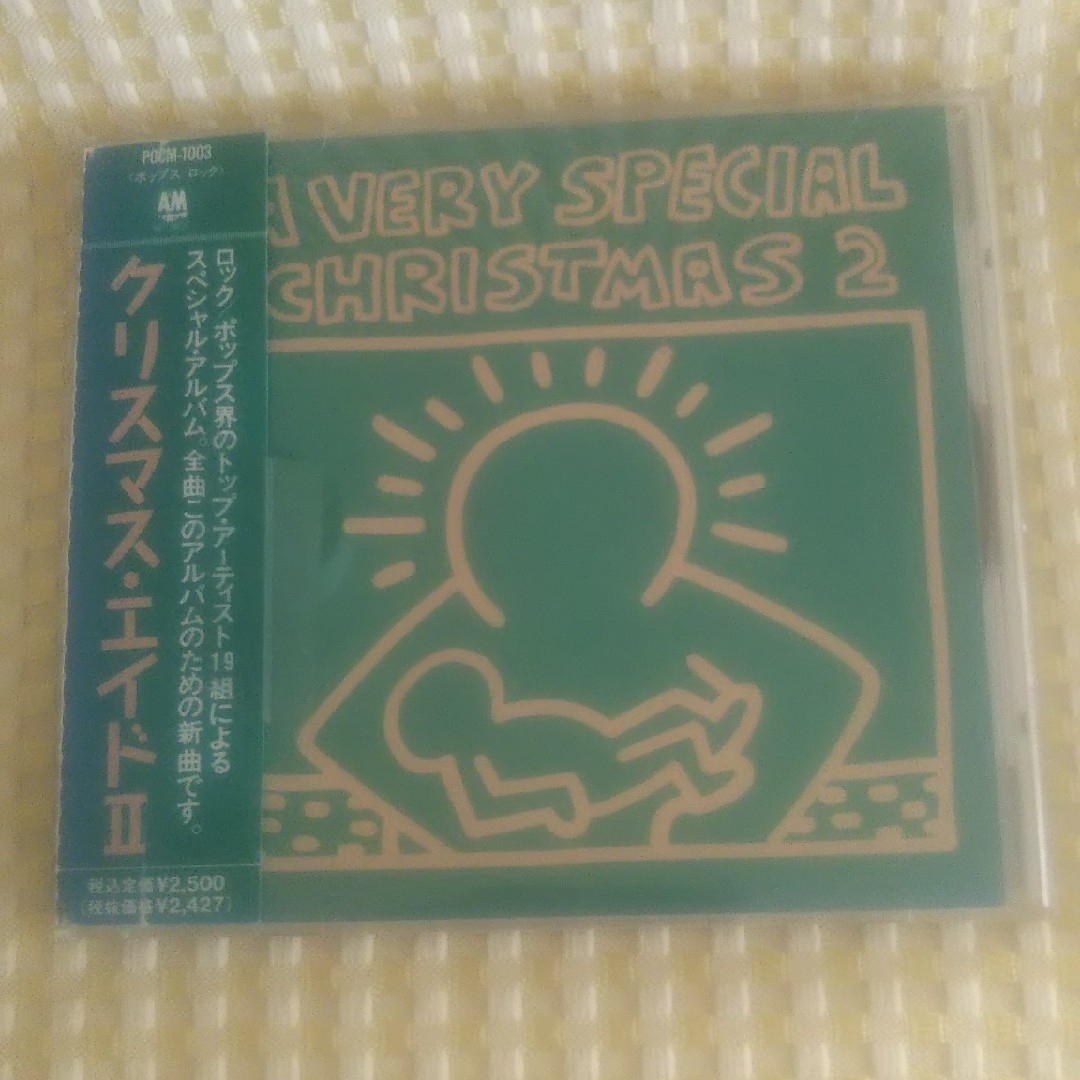 POCM-1003
〈ポップス ロック〉
AM
ロック/ポップス界のトップ・アーティスト19組による
スペシャル・アルバム。全曲このアルバムのための新曲です。
クリスマス・エイドII
税込定価¥2,500
(税抜価格¥2,427)
A VERY SPECIAL
CHRISTMAS 2